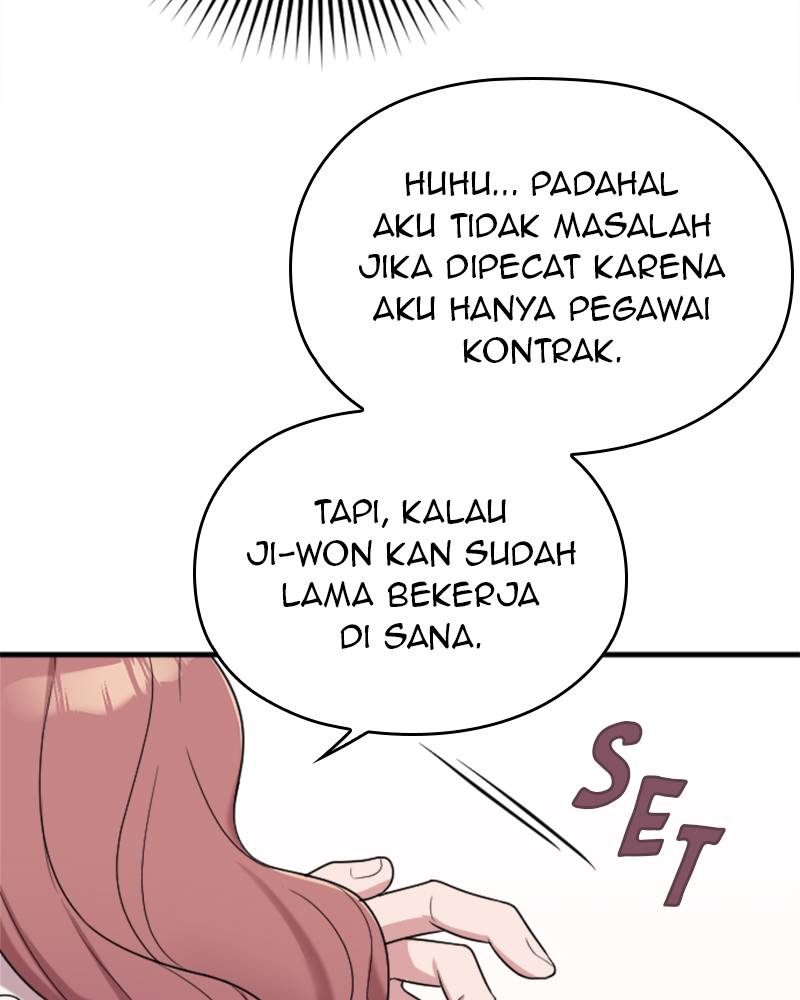 HUHU... PADAHAL
AKU TIDAK MASALAH
JIKA DIPECAT KARENA
AKU HANYA PEGAWAI
KONTRAK.
TAPI, KALAU
JI-WON KAN SUDAH
LAMA BEKERJA
DI SANA.
SET